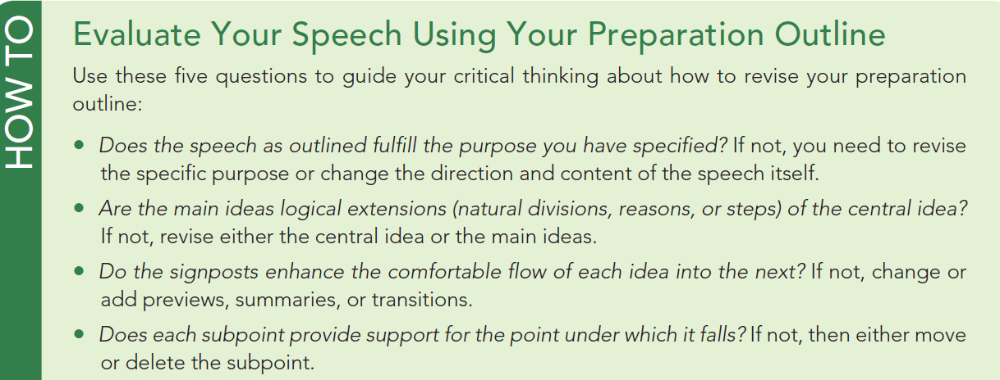 HOW TO
Evaluate Your Speech Using Your Preparation Outline
Use these five questions to guide your critical thinking about how to revise your preparation
outline:
• Does the speech as outlined fulfill the purpose you have specified? If not, you need to revise
the specific purpose or change the direction and content of the speech itself.
• Are the main ideas logical extensions (natural divisions, reasons, or steps) of the central idea?
If not, revise either the central idea or the main ideas.
• Do the signposts enhance the comfortable flow of each idea into the next? If not, change or
add previews, summaries, or transitions.
• Does each subpoint provide support for the point under which it falls? If not, then either move
or delete the subpoint.